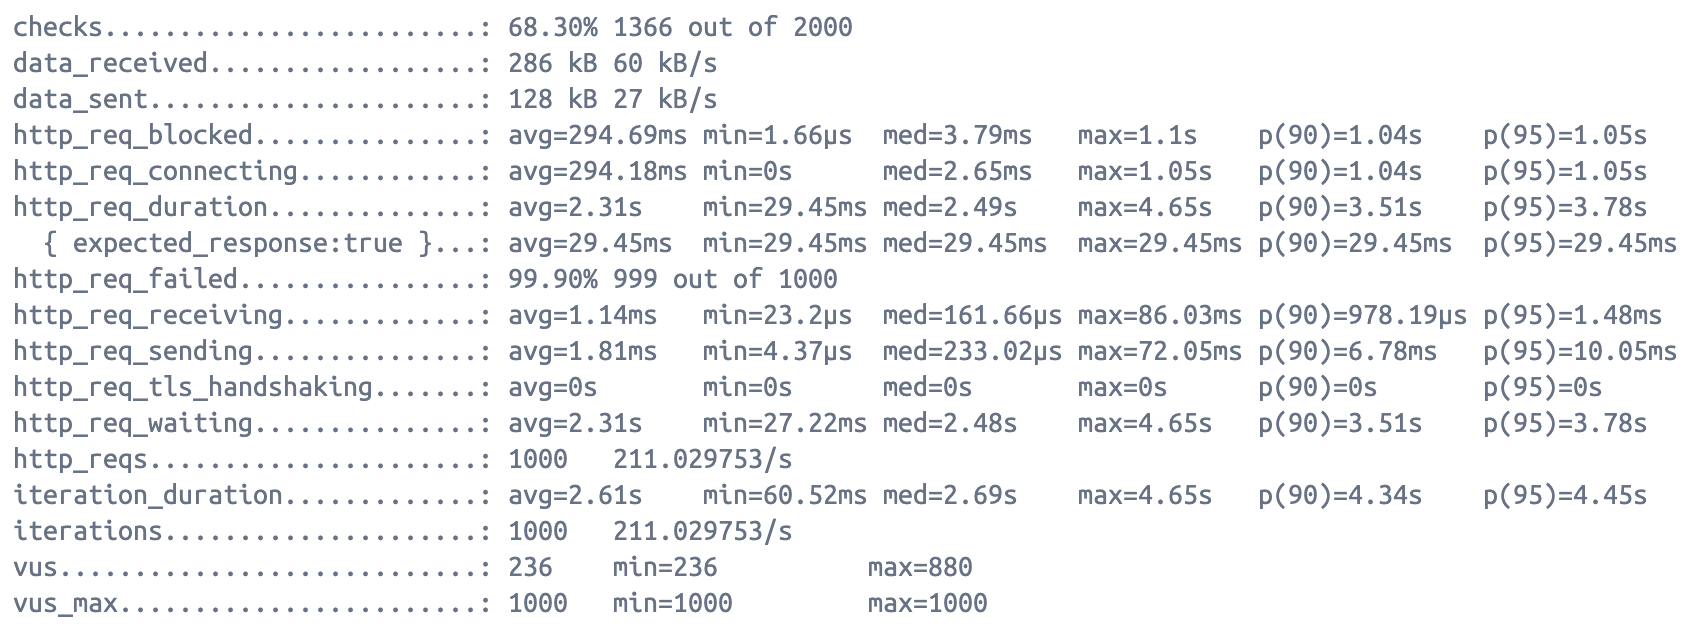 checks.........................: 68.30% 1366 out of 2000
data_received..................: 286 kB 60 kB/s
data_sent......................: 128 kB 27 kB/s
http_req_blocked...............: avg=294.69ms min=1.66µs  med=3.79ms   max=1.1s    p(90)=1.04s    p(95)=1.05s
http_req_connecting............: avg=294.18ms min=0s      med=2.65ms   max=1.05s   p(90)=1.04s    p(95)=1.05s
http_req_duration..............: avg=2.31s    min=29.45ms med=2.49s    max=4.65s   p(90)=3.51s    p(95)=3.78s
  { expected_response:true }...: avg=29.45ms  min=29.45ms med=29.45ms  max=29.45ms p(90)=29.45ms  p(95)=29.45ms
http_req_failed................: 99.90% 999 out of 1000
http_req_receiving.............: avg=1.14ms   min=23.2µs  med=161.66µs max=86.03ms p(90)=978.19µs p(95)=1.48ms
http_req_sending...............: avg=1.81ms   min=4.37µs  med=233.02µs max=72.05ms p(90)=6.78ms   p(95)=10.05ms
http_req_tls_handshaking.......: avg=0s       min=0s      med=0s       max=0s      p(90)=0s       p(95)=0s
http_req_waiting...............: avg=2.31s    min=27.22ms med=2.48s    max=4.65s   p(90)=3.51s    p(95)=3.78s
http_reqs......................: 1000   211.029753/s
iteration_duration.............: avg=2.61s    min=60.52ms med=2.69s    max=4.65s   p(90)=4.34s    p(95)=4.45s
iterations.....................: 1000   211.029753/s
vus............................: 236    min=236          max=880
vus_max........................: 1000   min=1000         max=1000